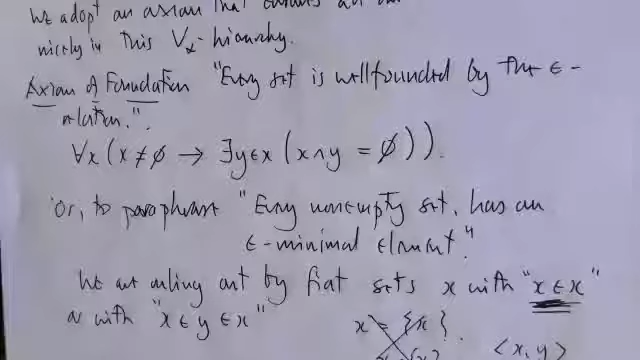 We adopt an axiom that ensures all
nicely in this Vα-hierarchy.
Axiom of Foundation "Every set is wellfounded by the ∈-
relation.".
∀x(x≠∅ → ∃y∈x(x∩y = ∅)).
Or, to paraphrase "Every nonempty set, has an
∈-minimal element."
We are ruling out by fiat sets x with "x∈x"
or with "x∈y∈x"
x = {x}.
{x}
<x,y>